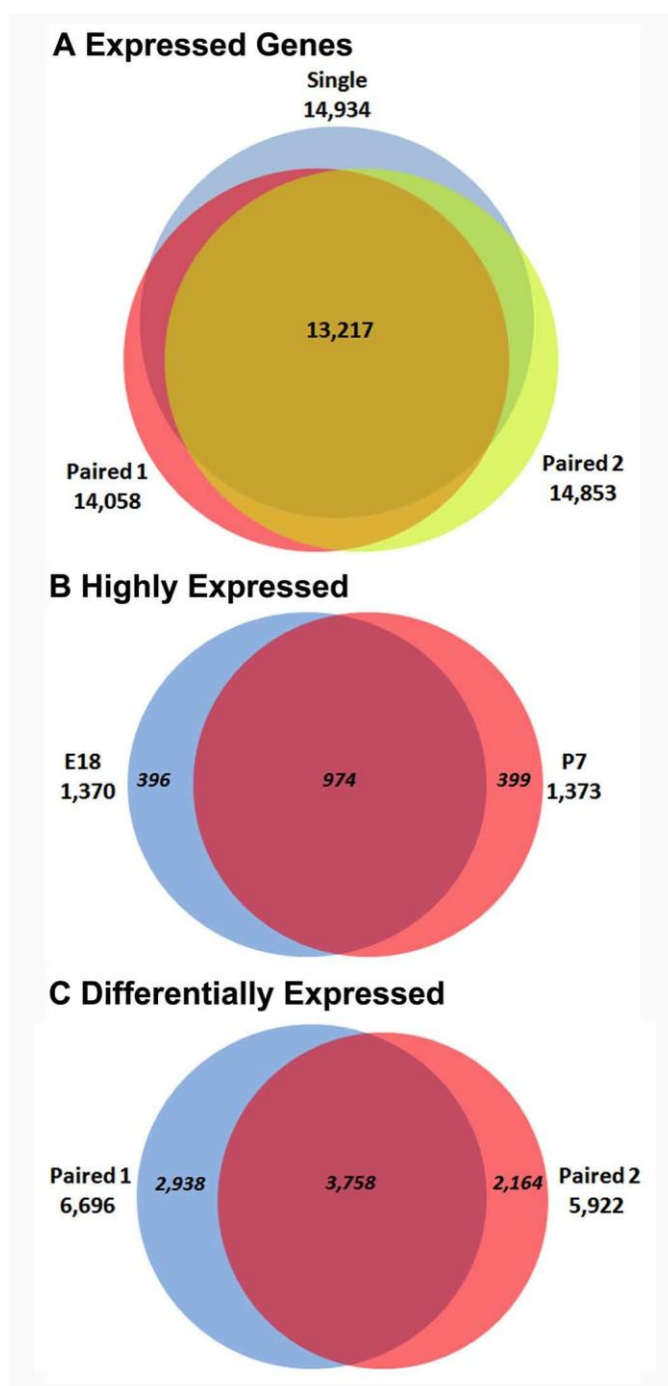 A Expressed Genes
Single
14,934
13,217
Paired 1
14,058
Paired 2
14,853
B Highly Expressed
E18
1,370
396
974
399
P7
1,373
C Differentially Expressed
Paired 1
6,696
2,938
3,758
2,164
Paired 2
5,922